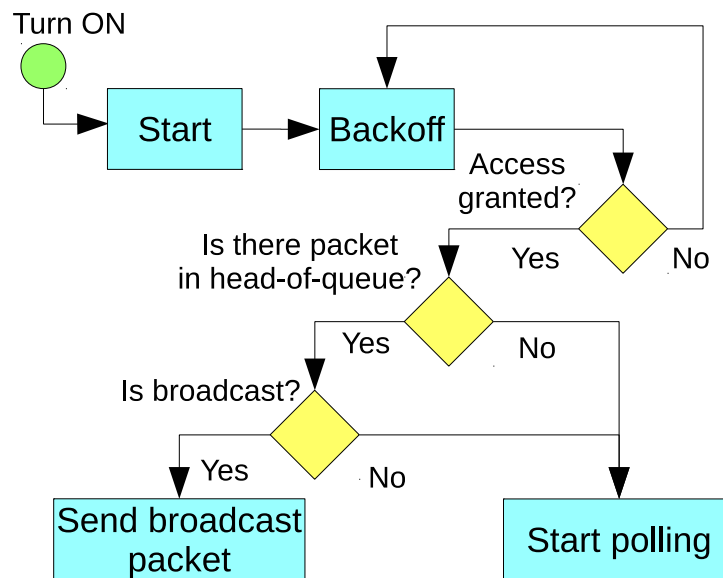 Turn ON
Start
Backoff
Access
granted?
Yes
No
Is there packet
in head-of-queue?
Yes
No
Is broadcast?
Yes
No
Send broadcast
packet
Start polling